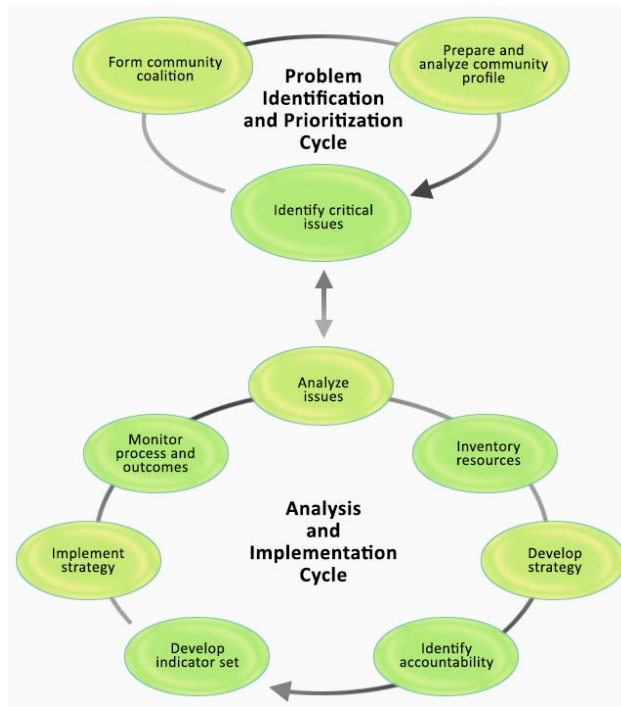 Form community
coalition
Prepare and
analyze community
profile
Problem
Identification
and Prioritization
Cycle
Identify critical
issues
Analyze
issues
Monitor
process and
outcomes
Inventory
resources
Analysis
and
Implementation
Cycle
Implement
strategy
Develop
strategy
Develop
indicator set
Identify
accountability